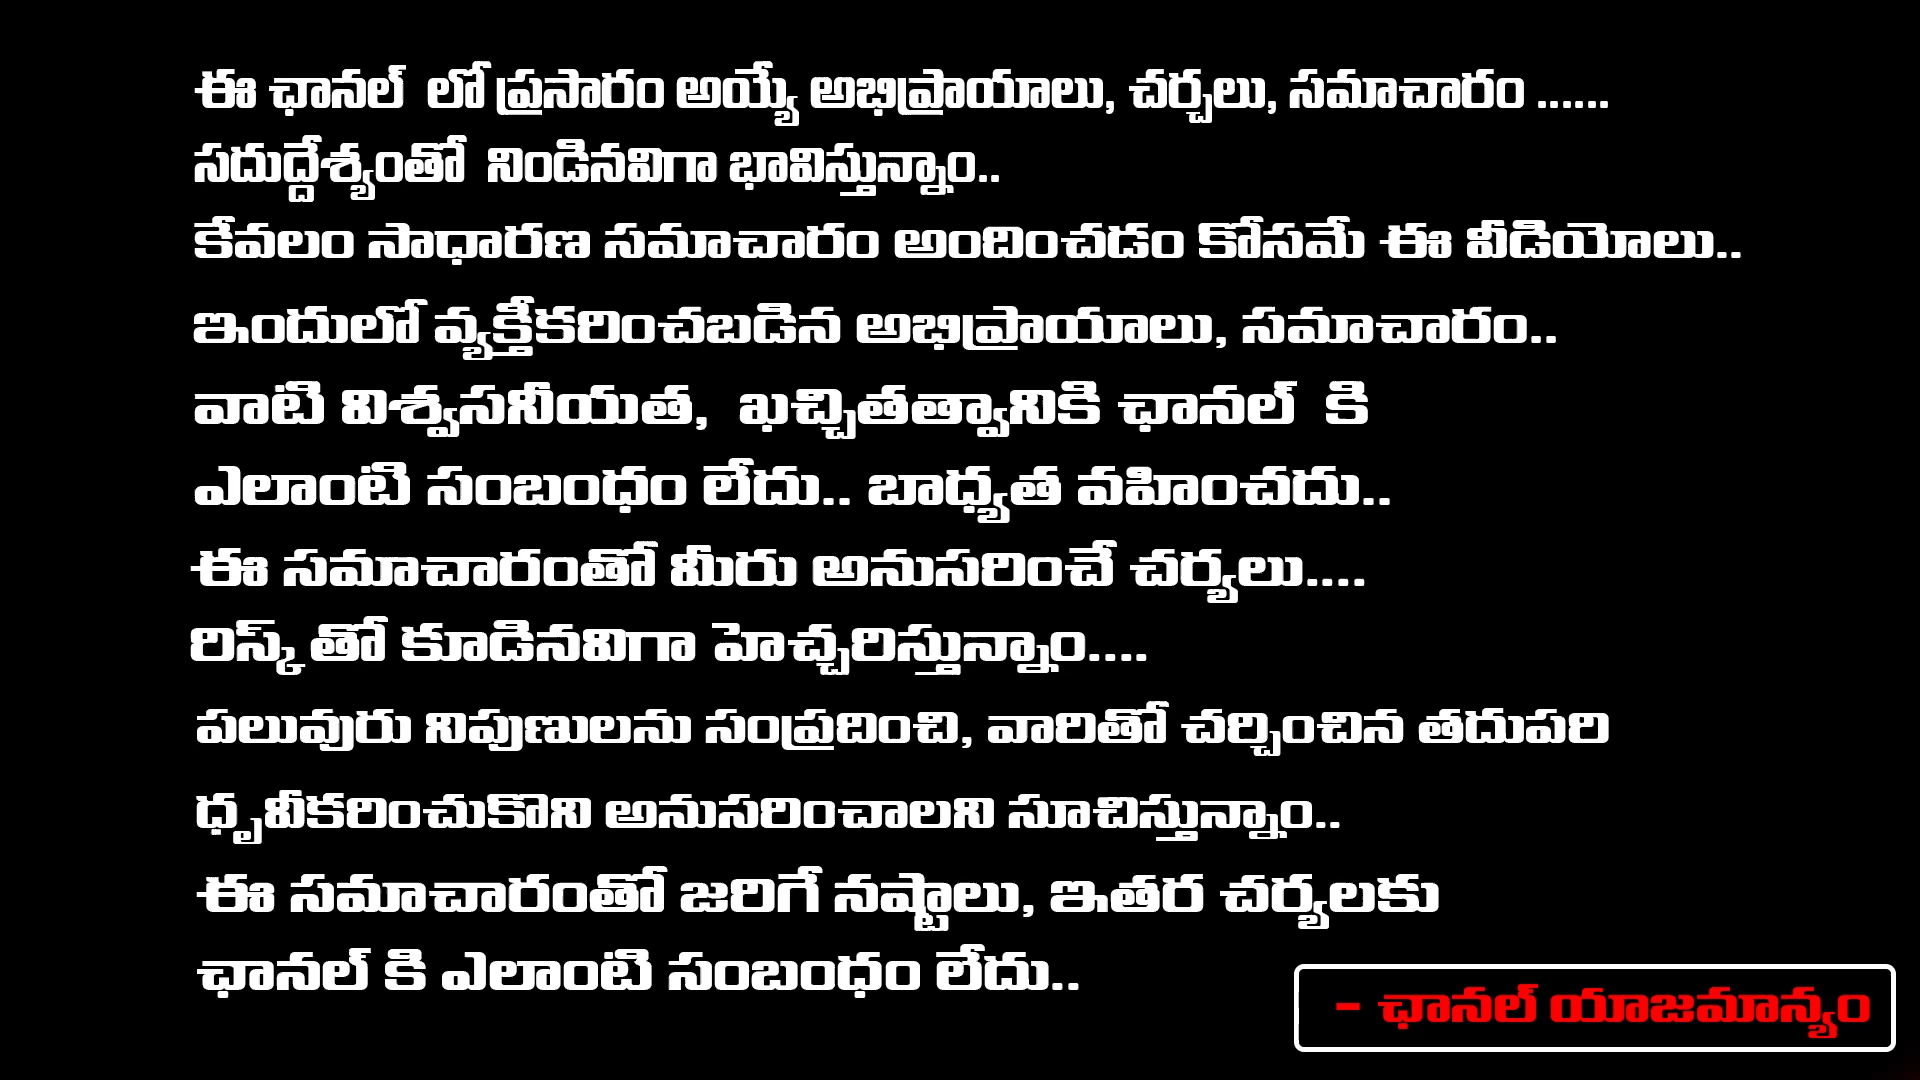 ఈ ఛానల్ లో ప్రసారం అయ్యే అభిప్రాయాలు, చర్చలు, సమాచారం ......
సదుద్దేశ్యంతో నిండినవిగా భావిస్తున్నాం..
కేవలం సాధారణ సమాచారం అందించడం కోసమే ఈ వీడియోలు..
ఇందులో వ్యక్తీకరించబడిన అభిప్రాయాలు, సమాచారం..
వాటి విశ్వసనీయత, ఖచ్చితత్వానికి ఛానల్ కి
ఎలాంటి సంబంధం లేదు.. బాధ్యత వహించదు..
ఈ సమాచారంతో మీరు అనుసరించే చర్యలు....
రిస్క్ తో కూడినవిగా హెచ్చరిస్తున్నాం....
పలువురు నిపుణులను సంప్రదించి, వారితో చర్చించిన తదుపరి
ధృవీకరించుకొని అనుసరించాలని సూచిస్తున్నాం..
ఈ సమాచారంతో జరిగే నష్టాలు, ఇతర చర్యలకు
ఛానల్ కి ఎలాంటి సంబంధం లేదు..
- ఛానల్ యాజమాన్యం